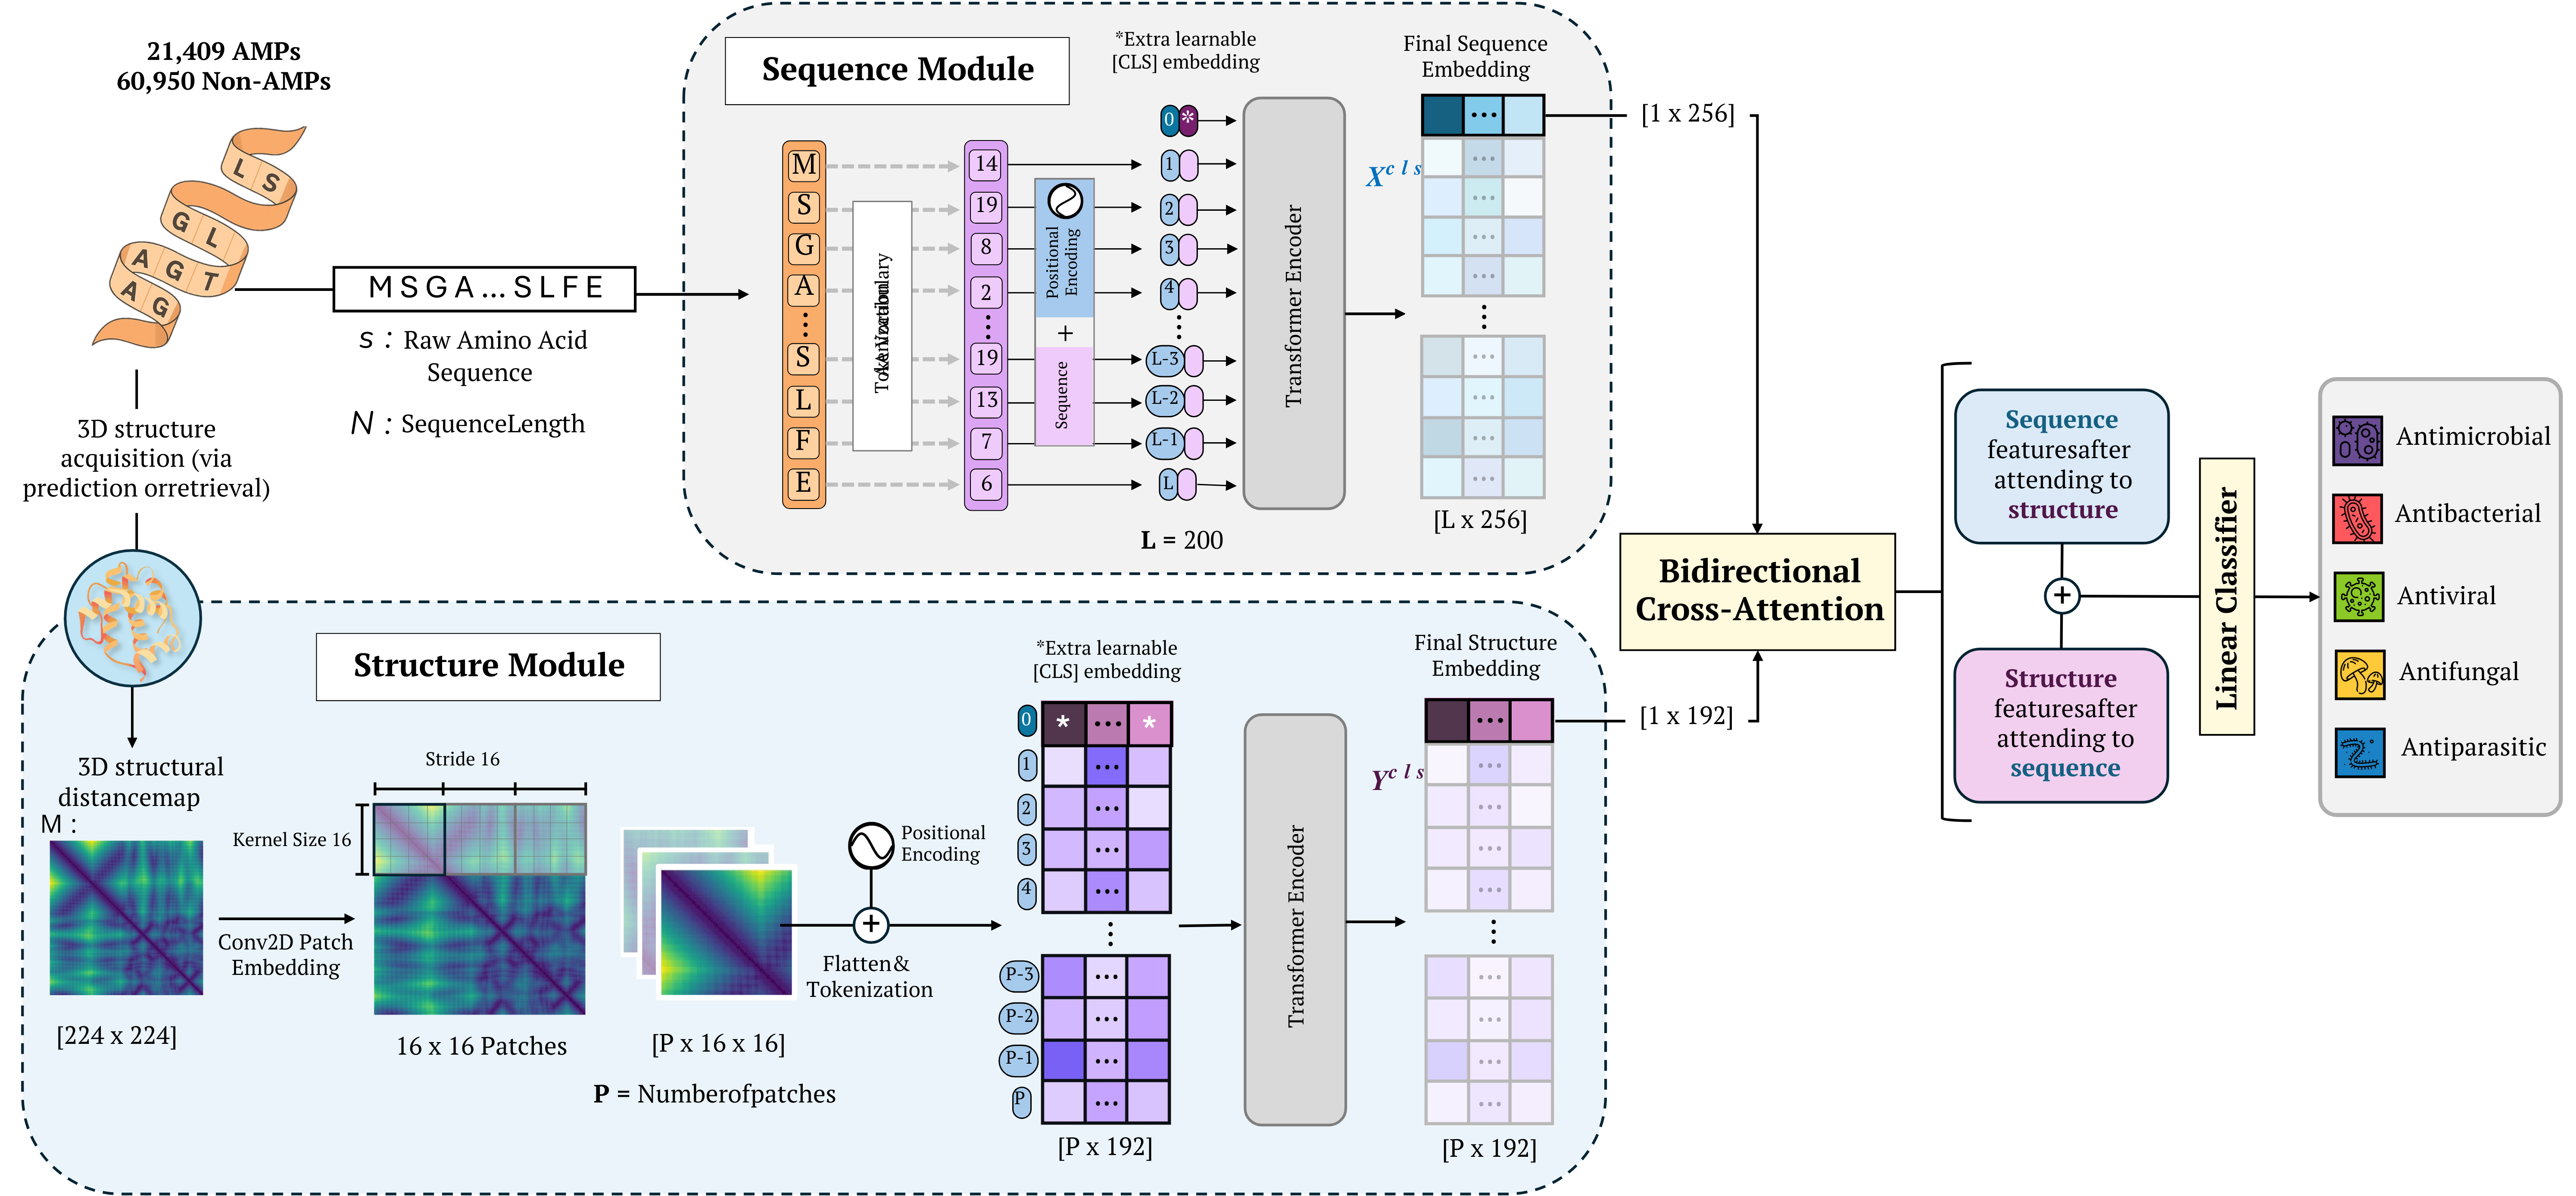 21,409 AMPs
60,950 Non-AMPs
L S
G L
A G T
A G
M S G A ... S L F E
s : Raw Amino Acid
Sequence
N : SequenceLength
3D structure
acquisition (via
prediction orretrieval)
Sequence Module
*Extra learnable
[CLS] embedding
Final Sequence
Embedding
M
S
G
A
⋮
S
L
F
E
14
19
8
2
⋮
19
13
7
6
Positional
Encoding
+
Sequence
0 *
1
2
3
4
⋮
L-3
L-2
L-1
L
L = 200
Transformer Encoder
X^cls
...
...
...
...
...
⋮
...
...
...
...
[L x 256]
[1 x 256]
Structure Module
3D structural
distancemap
M :
[224 x 224]
Conv2D Patch
Embedding
Stride 16
Kernel Size 16
16 x 16 Patches
[P x 16 x 16]
P = Numberofpatches
Positional
Encoding
+
Flatten&
Tokenization
*Extra learnable
[CLS] embedding
0 * ... *
1 ...
2 ...
3 ...
4 ...
⋮
P-3 ...
P-2 ...
P-1 ...
P ...
[P x 192]
Transformer Encoder
Final Structure
Embedding
Y^cls
...
...
...
...
...
⋮
...
...
...
...
[P x 192]
[1 x 192]
Bidirectional
Cross-Attention
Sequence
featuresafter
attending to
structure
+
Structure
featuresafter
attending to
sequence
Linear Classifier
Antimicrobial
Antibacterial
Antiviral
Antifungal
Antiparasitic